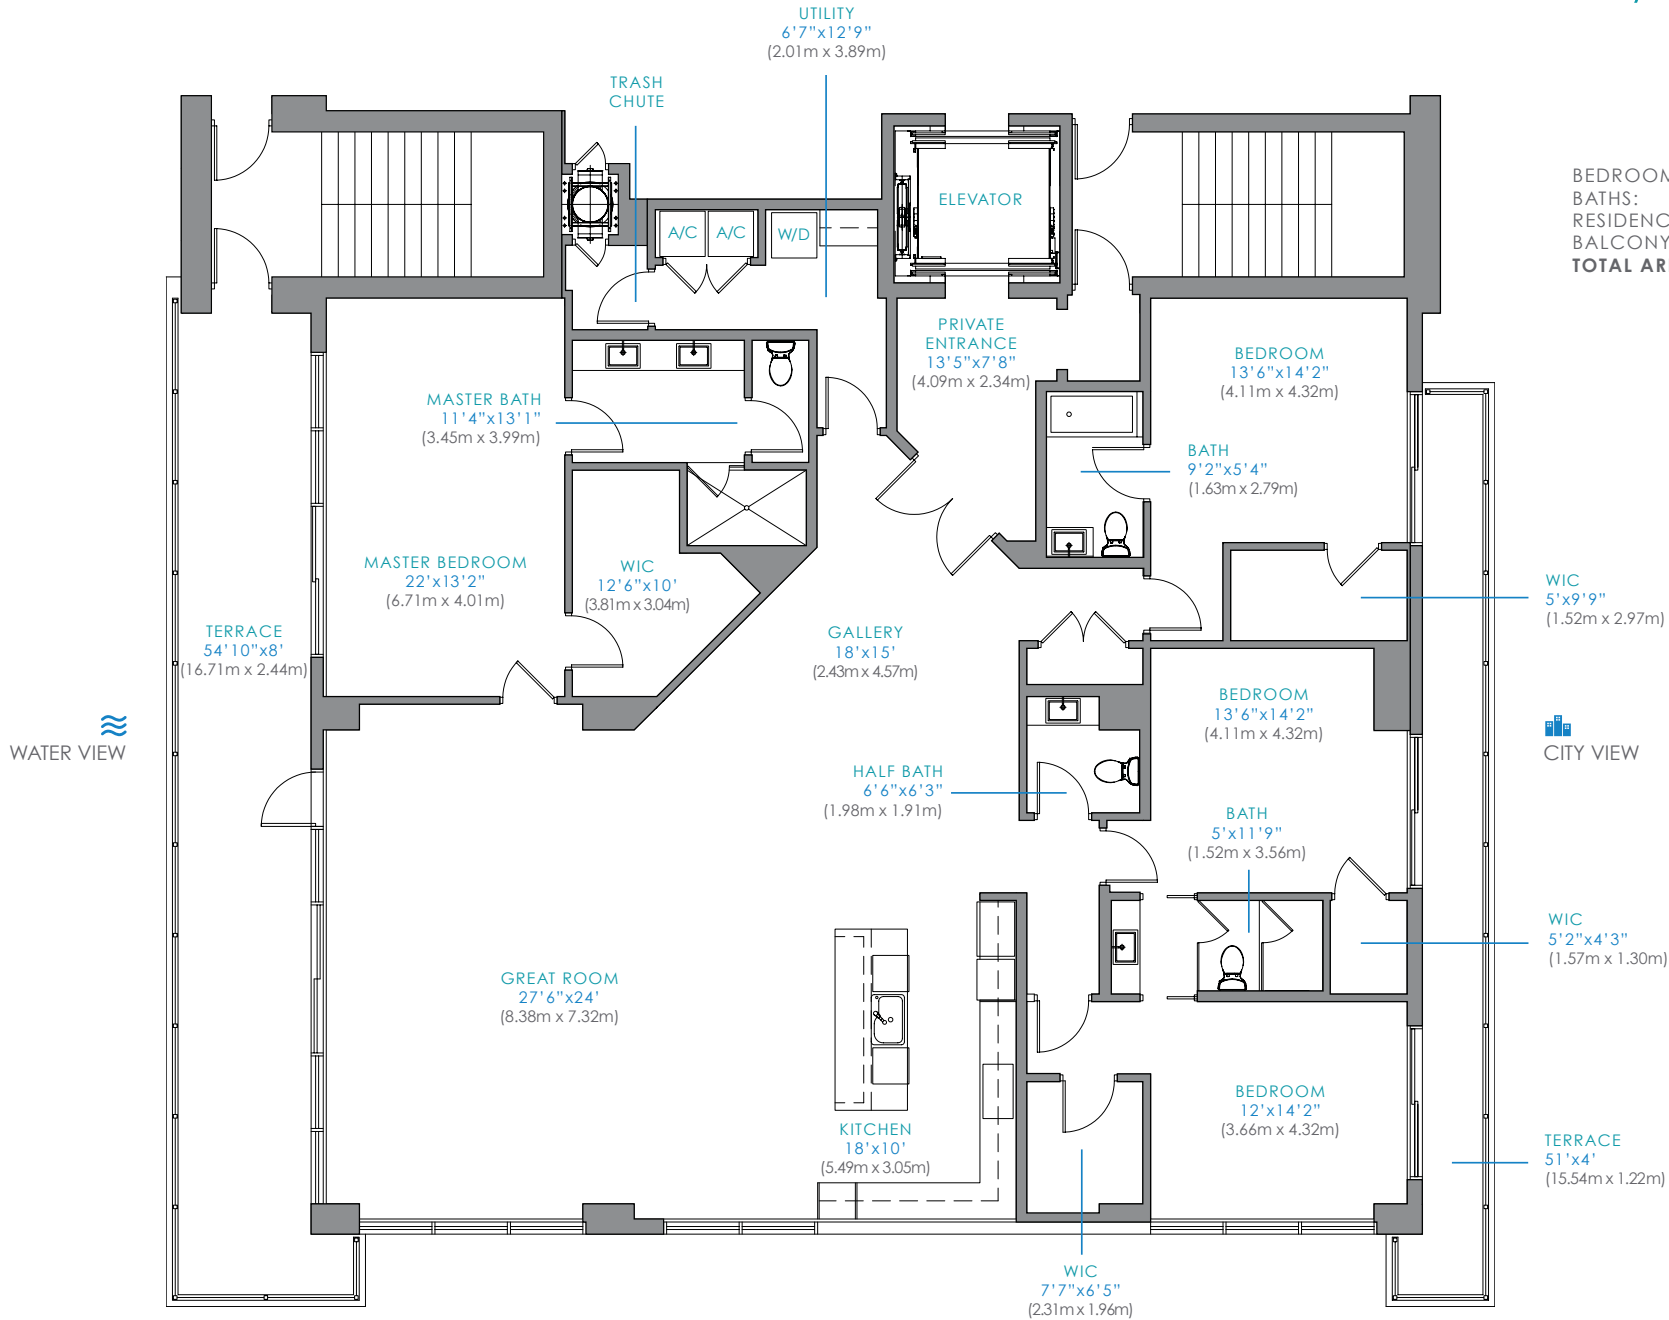 UTILITY
6'7"x12'9"
(2.01m x 3.89m)
TRASH
CHUTE
ELEVATOR
A/C
A/C
W/D
BATHS:
TOTAL
PRIVATE
ENTRANCE
13'5"x7'8"
(4.09m x 2.34m)
BEDROOM
13'6"x14'2"
(4.11m x 4.32m)
MASTER BATH
11'4"x13'1"
(3.45m x 3.99m)
BATH
9'2"x5'4"
(1.63m x 2.79m)
MASTER BEDROOM
22'x13'2"
(6.71m x 4.01m)
WIC
12'6"x10'
(3.81m x 3.04m)
WIC
5'x9'9"
(1.52m x 2.97m)
TERRACE
54'10"x8'
(16.71m x 2.44m)
GALLERY
18'x15'
(2.43m x 4.57m)
BEDROOM
13'6"x14'2"
(4.11m x 4.32m)
WATER VIEW
CITY VIEW
HALF BATH
6'6"x6'3"
(1.98m x 1.91m)
BATH
5'x11'9"
(1.52m x 3.56m)
WIC
5'2"x4'3"
(1.57m x 1.30m)
GREAT ROOM
27'6"x24'
(8.38m x 7.32m)
BEDROOM
12'x14'2"
(3.66m x 4.32m)
KITCHEN
18'x10'
(5.49m x 3.05m)
TERRACE
51'x4'
(15.54m x 1.22m)
WIC
7'7"x6'5"
(2.31m x 1.96m)